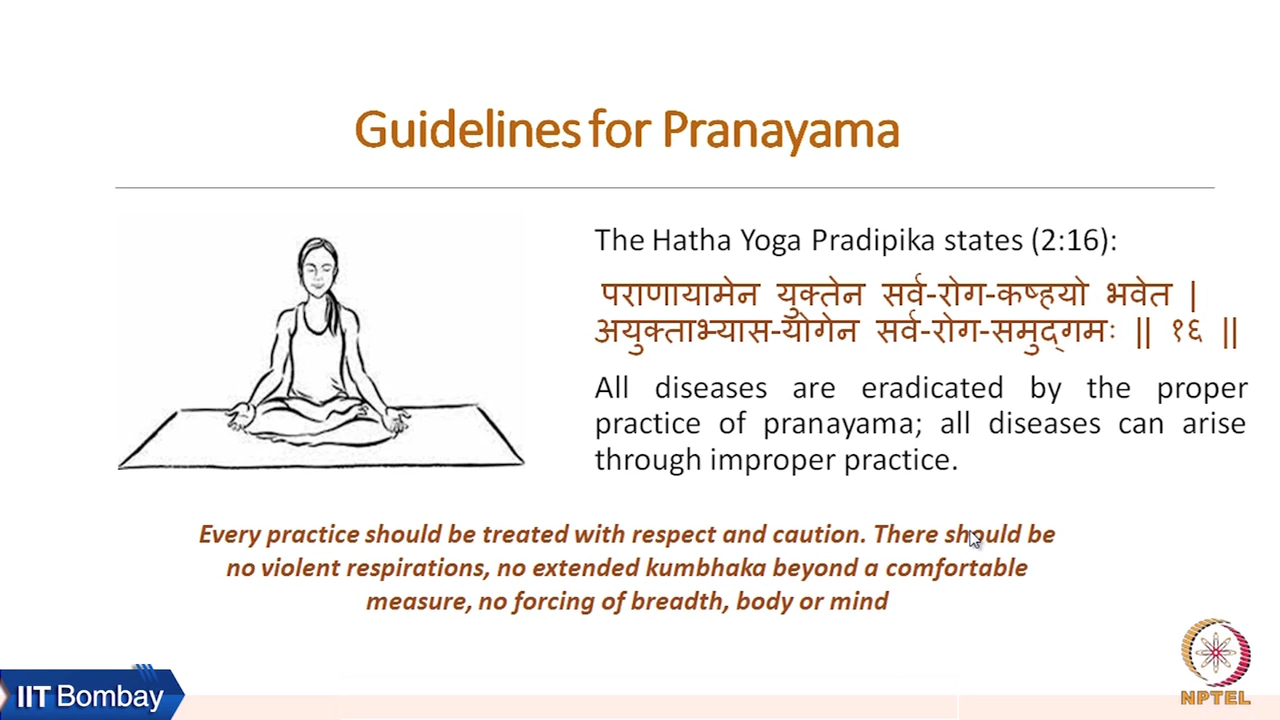 Guidelines for Pranayama
The Hatha Yoga Pradipika states (2:16):
पराणायामेन युक्तेन सर्व-रोग-कष्हयो भवेत |
अयुक्ताभ्यास-योगेन सर्व-रोग-समुद्गमः || १६ ||
All diseases are eradicated by the proper
practice of pranayama; all diseases can arise
through improper practice.
Every practice should be treated with respect and caution. There should be
no violent respirations, no extended kumbhaka beyond a comfortable
measure, no forcing of breadth, body or mind
IIT Bombay
NPTEL